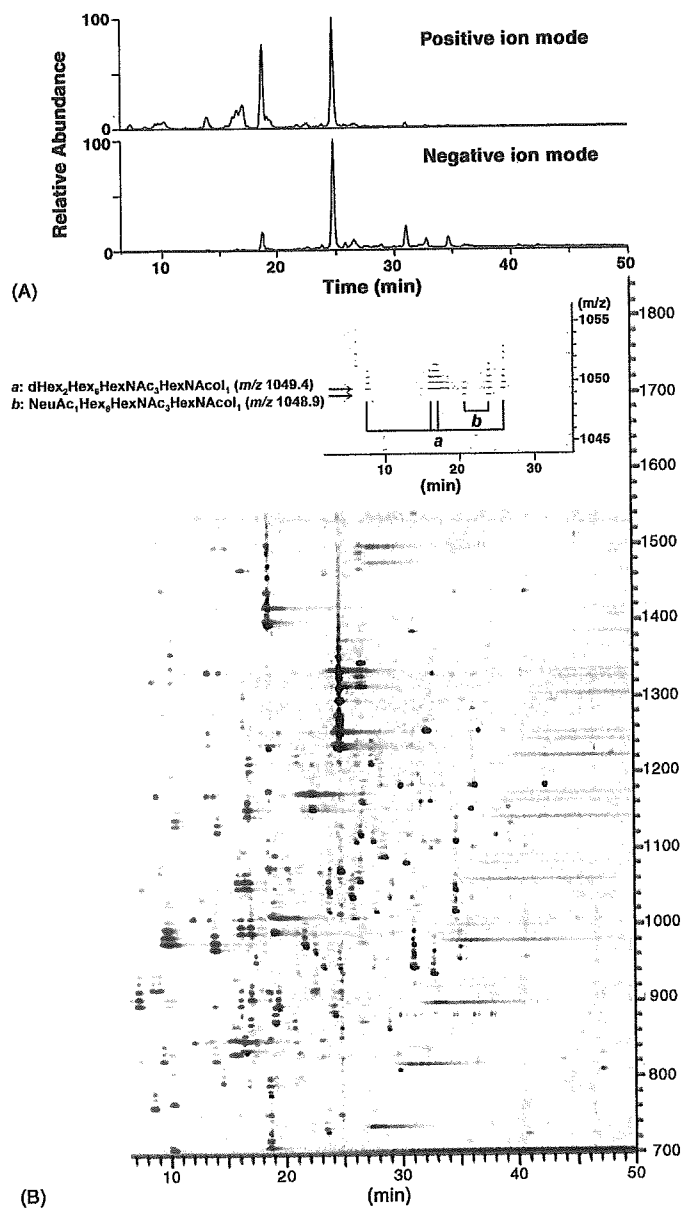 100
Positive ion mode
0
100
Negative ion mode
0
10 20 30 40 50
Relative Abundance
Time (min)
(A)
(m/z)
1055
1050
1045
a: dHex2Hex6HexNAc3HexNAcol1 (m/z 1049.4)
b: NeuAc1Hex6HexNAc3HexNAcol1 (m/z 1048.9)
b
a
10 20 30
(min)
1800
1700
1600
1500
1400
1300
1200
1100
1000
900
800
700
10 20 30 40 50
(B)
(min)